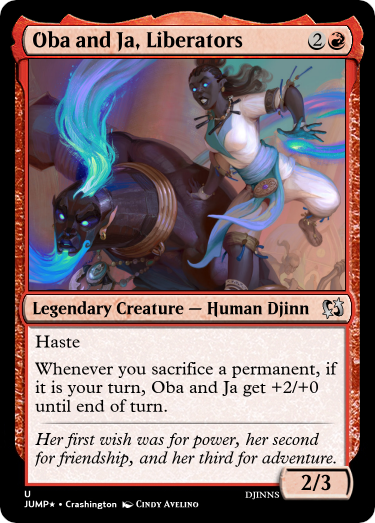 Oba and Ja, Liberators 2
Legendary Creature — Human Djinn
Haste
Whenever you sacrifice a permanent, if
it is your turn, Oba and Ja get +2/+0
until end of turn.
Her first wish was for power, her second
for friendship, and her third for adventure.
2/3
U
DJINNS
JUMP★ • Crashington Cindy Avelino